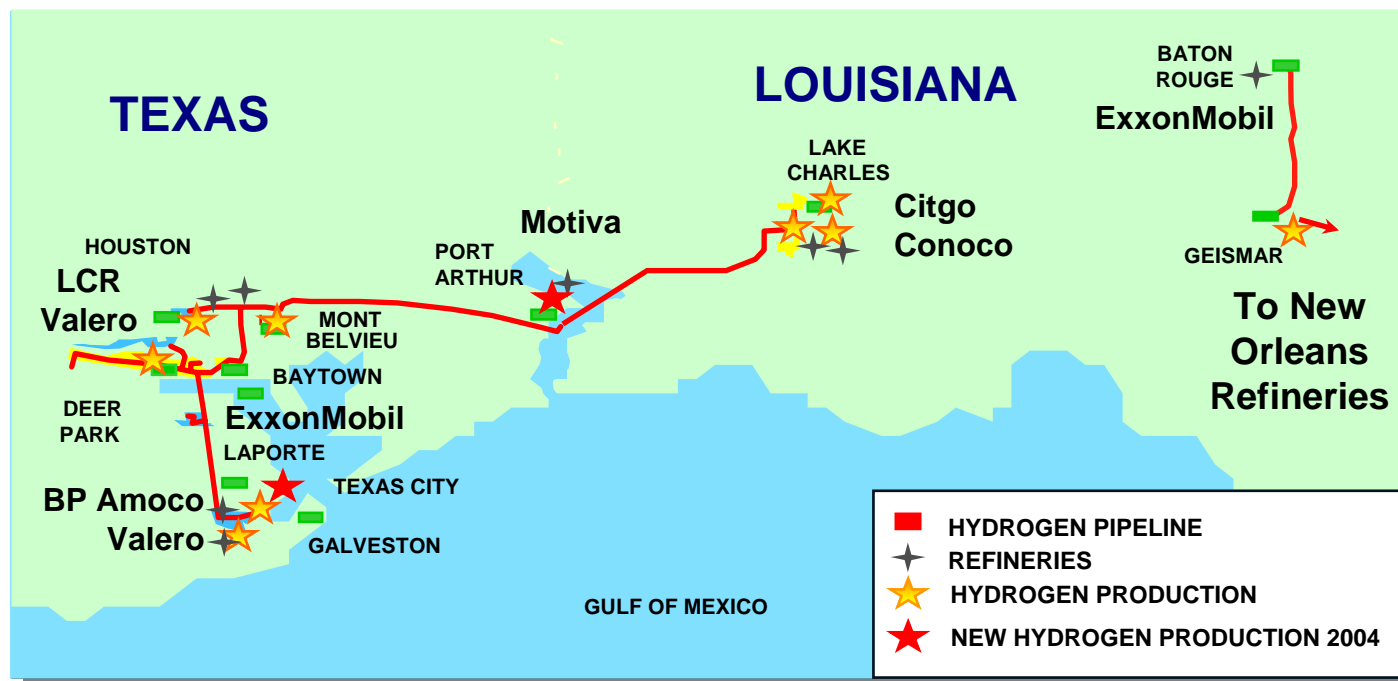 TEXAS
LOUISIANA
BATON
ROUGE
ExxonMobil
LAKE
CHARLES
Citgo
Conoco
Motiva
PORT
ARTHUR
HOUSTON
LCR
Valero
MONT
BELVIEU
GEISMAR
To New
Orleans
Refineries
BAYTOWN
DEER
PARK
ExxonMobil
LAPORTE
BP Amoco
Valero
TEXAS CITY
GALVESTON
GULF OF MEXICO
HYDROGEN PIPELINE
REFINERIES
HYDROGEN PRODUCTION
NEW HYDROGEN PRODUCTION 2004